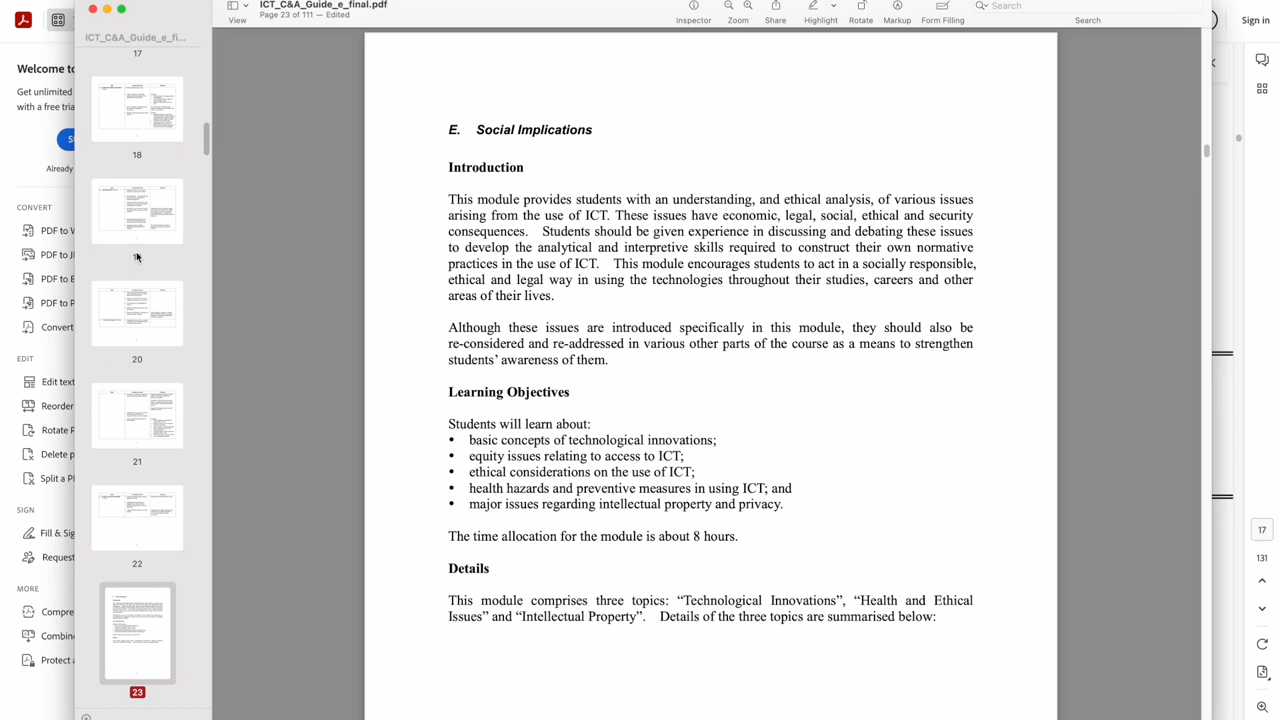 ICT_C&A_Guide_e_final.pdf
Page 23 of 111 — Edited
View
Inspector
Zoom
Share
Highlight
Rotate
Markup
Form Filling
Search
Search
Sign in
ICT_C&A_Guide_e_fi...
17
18
20
21
22
23
Welcome to
Get unlimited
with a free trial
Already
CONVERT
PDF to W
PDF to J
PDF to E
PDF to P
Convert
EDIT
Edit text
Reorder
Rotate P
Delete p
Split a P
SIGN
Fill & Sig
Request
MORE
Compre
Combin
Protect a
E. Social Implications
Introduction
This module provides students with an understanding, and ethical analysis, of various issues
arising from the use of ICT. These issues have economic, legal, social, ethical and security
consequences. Students should be given experience in discussing and debating these issues
to develop the analytical and interpretive skills required to construct their own normative
practices in the use of ICT. This module encourages students to act in a socially responsible,
ethical and legal way in using the technologies throughout their studies, careers and other
areas of their lives.
Although these issues are introduced specifically in this module, they should also be
re-considered and re-addressed in various other parts of the course as a means to strengthen
students' awareness of them.
Learning Objectives
Students will learn about:
• basic concepts of technological innovations;
• equity issues relating to access to ICT;
• ethical considerations on the use of ICT;
• health hazards and preventive measures in using ICT; and
• major issues regarding intellectual property and privacy.
The time allocation for the module is about 8 hours.
Details
This module comprises three topics: “Technological Innovations”, “Health and Ethical
Issues” and “Intellectual Property”. Details of the three topics are summarised below:
17
131